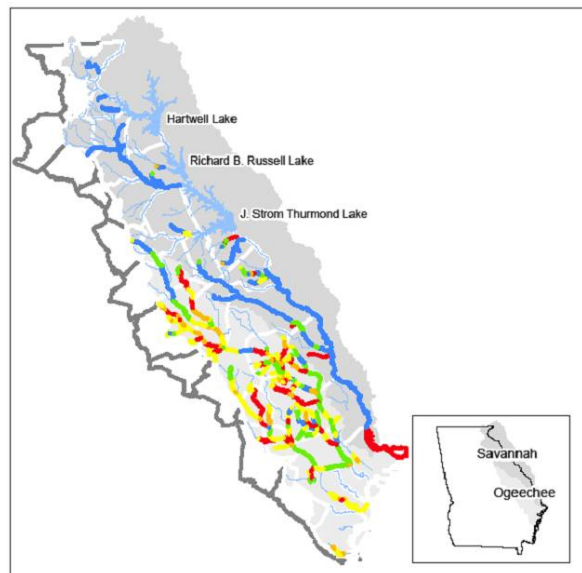 Hartwell Lake
Richard B. Russell Lake
J. Strom Thurmond Lake
Savannah
Ogeechee